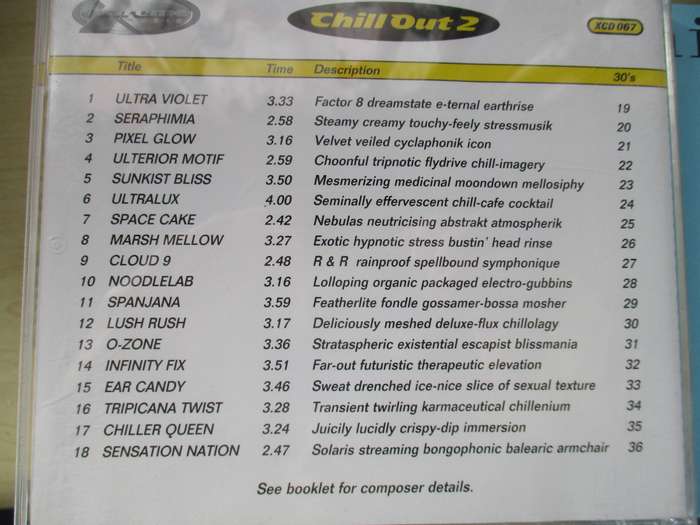 Chill Out 2
XCD 067
Title Time Description 30's
1 ULTRA VIOLET 3.33 Factor 8 dreamstate e-ternal earthrise 19
2 SERAPHIMIA 2.58 Steamy creamy touchy-feely stressmusik 20
3 PIXEL GLOW 3.16 Velvet veiled cyclaphonik icon 21
4 ULTERIOR MOTIF 2.59 Choonful tripnotic flydrive chill-imagery 22
5 SUNKIST BLISS 3.50 Mesmerizing medicinal moondown mellosiphy 23
6 ULTRALUX 4.00 Seminally effervescent chill-cafe cocktail 24
7 SPACE CAKE 2.42 Nebulas neutricising abstrakt atmospherik 25
8 MARSH MELLOW 3.27 Exotic hypnotic stress bustin' head rinse 26
9 CLOUD 9 2.48 R & R rainproof spellbound symphonique 27
10 NOODLELAB 3.16 Lolloping organic packaged electro-gubbins 28
11 SPANJANA 3.59 Featherlite fondle gossamer-bossa mosher 29
12 LUSH RUSH 3.17 Deliciously meshed deluxe-flux chillology 30
13 O-ZONE 3.36 Strataspheric existential escapist blissmania 31
14 INFINITY FIX 3.51 Far-out futuristic therapeutic elevation 32
15 EAR CANDY 3.46 Sweat drenched ice-nice slice of sexual texture 33
16 TRIPICANA TWIST 3.28 Transient twirling karmaceutical chillenium 34
17 CHILLER QUEEN 3.24 Juicily lucidly crispy-dip immersion 35
18 SENSATION NATION 2.47 Solaris streaming bongophonic balearic armchair 36
See booklet for composer details.